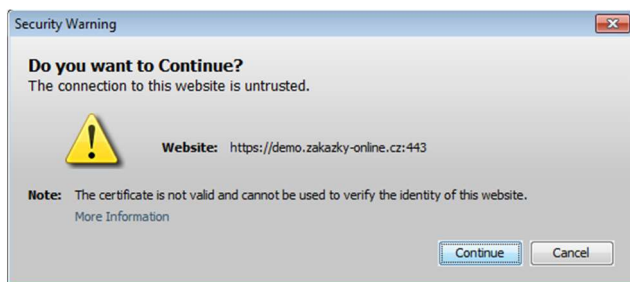 Security Warning
Do you want to Continue?
The connection to this website is untrusted.
Website: https://demo.zakazky-online.cz:443
Note: The certificate is not valid and cannot be used to verify the identity of this website.
More Information
Continue Cancel